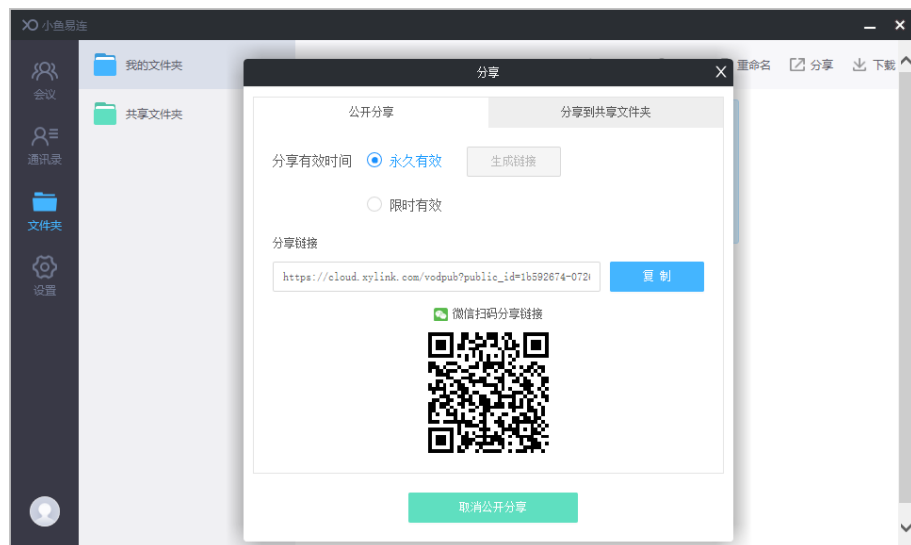 小鱼易连
会议
通讯录
文件夹
设置
我的文件夹
共享文件夹
重命名
分享
下载
分享
公开分享
分享到共享文件夹
分享有效时间
永久有效
生成链接
限时有效
分享链接
https://cloud.xylink.com/vodpub?public_id=1b592674-072
复制
微信扫码分享链接
取消公开分享